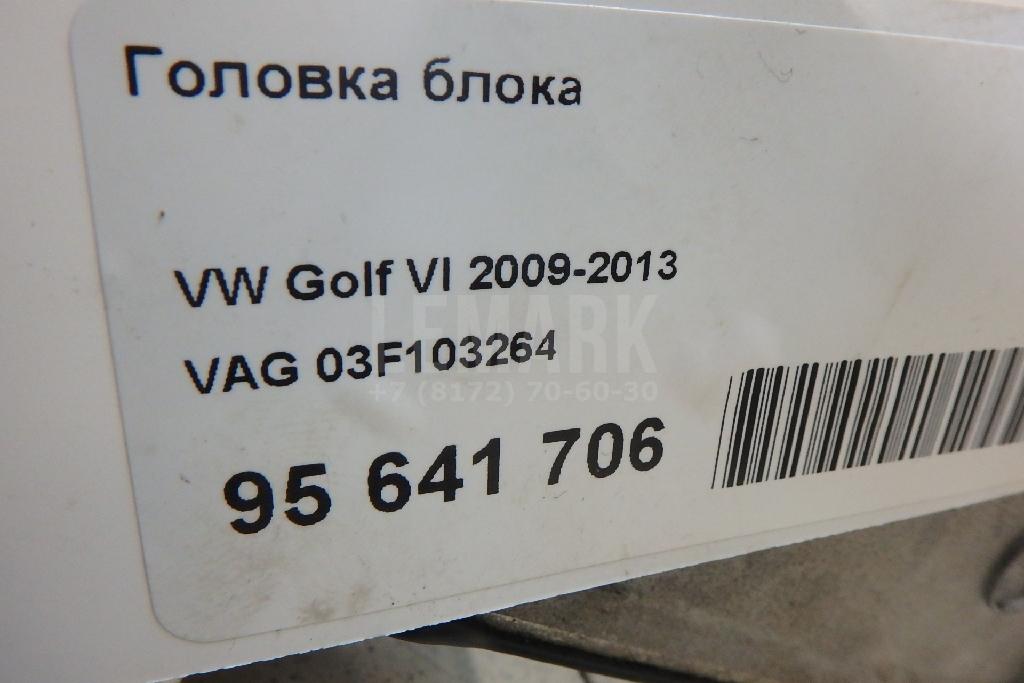 Головка блока
VW Golf VI 2009-2013
LEMARK
VAG 03F103264
+7 (8172) 70-60-30
95 641 706